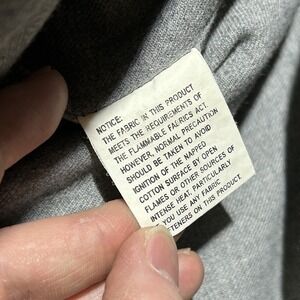 NOTICE:
THE FABRIC IN THIS PRODUCT
MEETS THE REQUIREMENTS OF
THE FLAMMABLE FABRICS ACT.
HOWEVER, NORMAL PRECAUTION
SHOULD BE TAKEN TO AVOID
IGNITION OF THE NAPPED
COTTON SURFACE BY OPEN
FLAMES OR OTHER SOURCES OF
INTENSE HEAT, PARTICULARLY
YOU USE ANY FABRIC
TENERS ON THIS PRODUCT